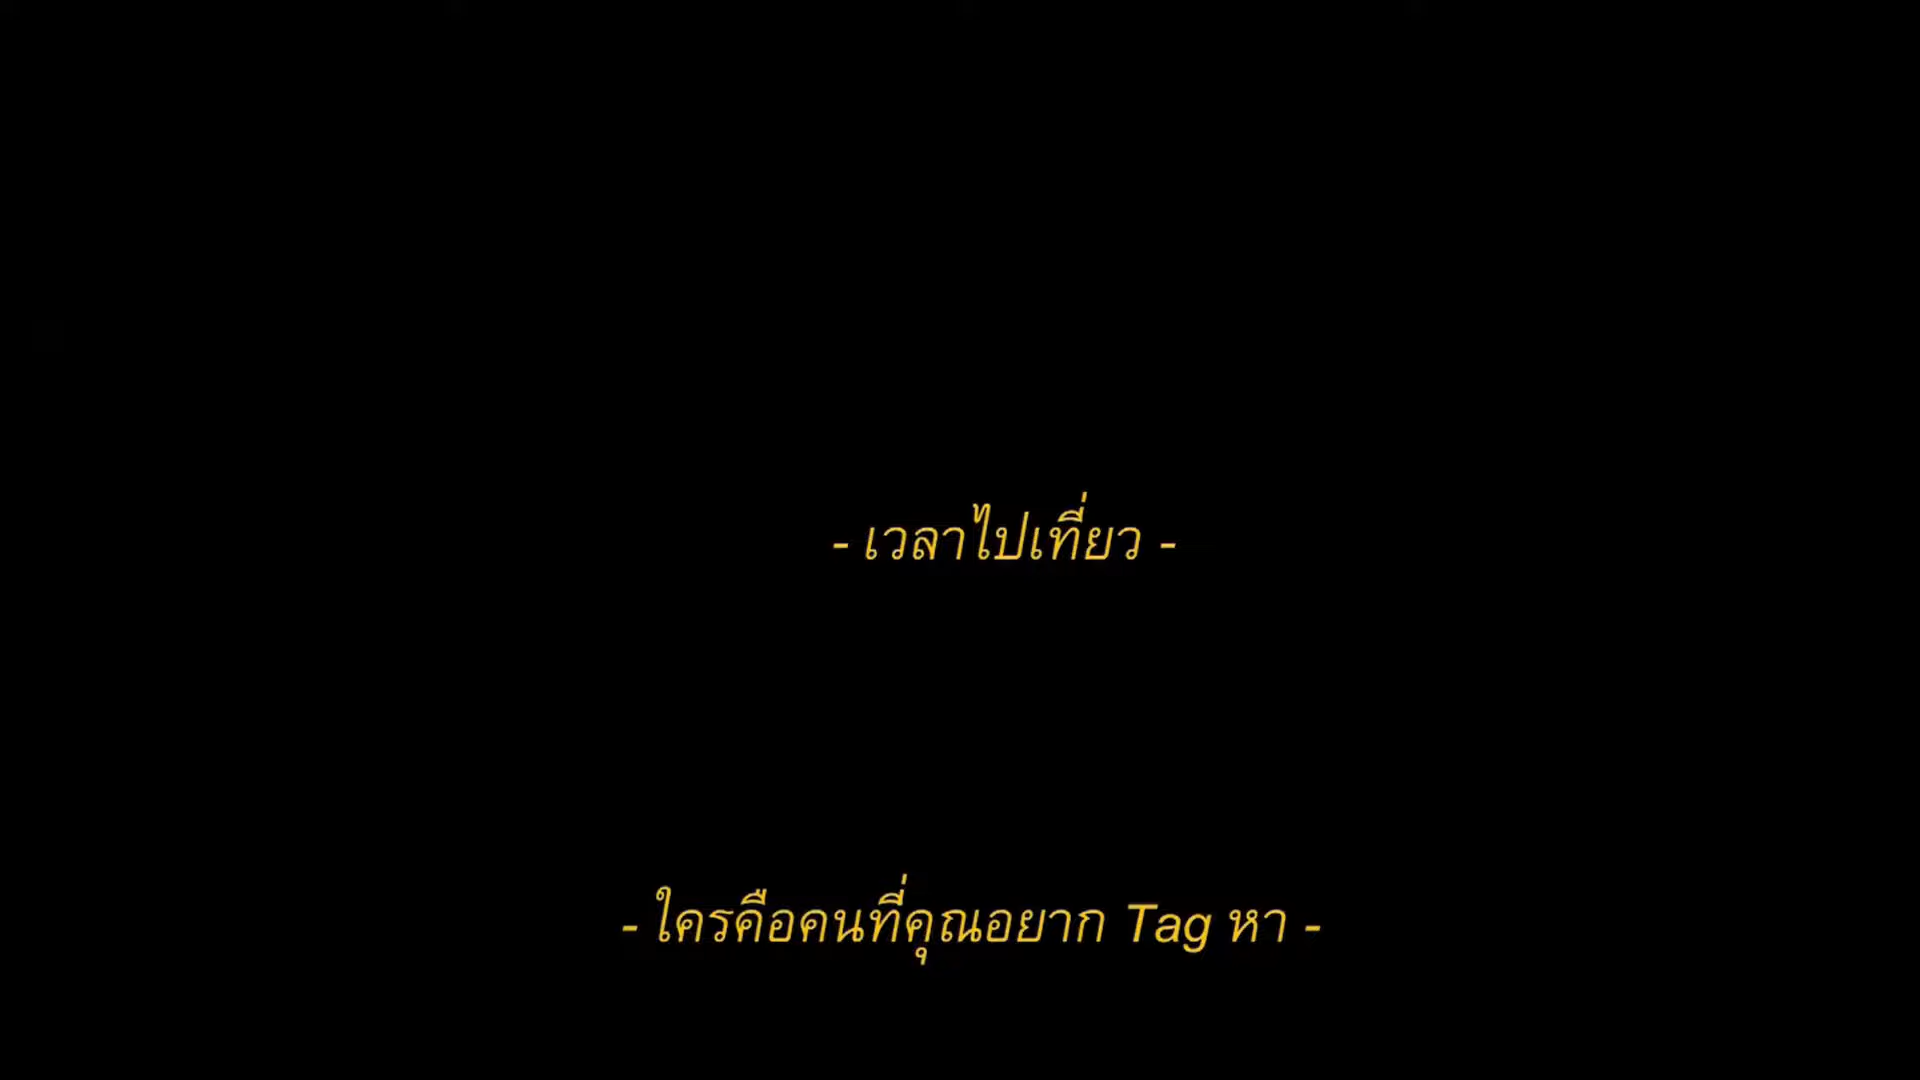 - เวลาไปเที่ยว -
- ใครคือคนที่คุณอยาก Tag หา -